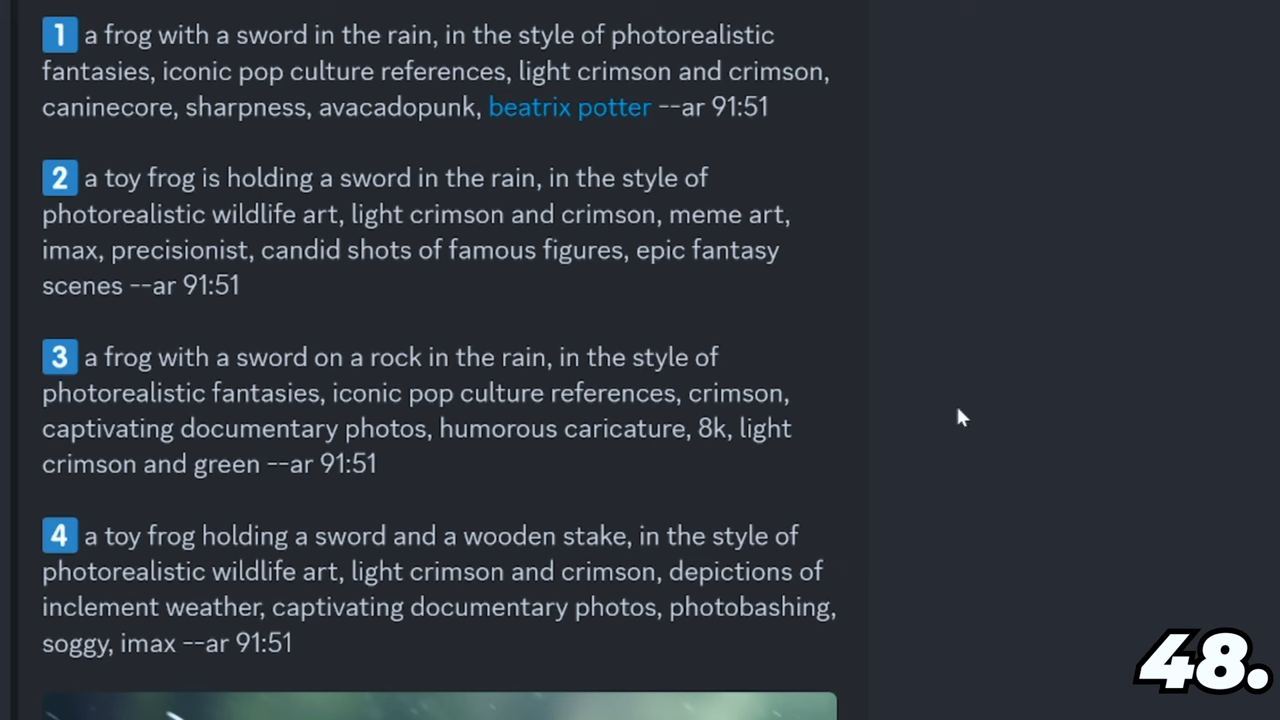 1 a frog with a sword in the rain, in the style of photorealistic
fantasies, iconic pop culture references, light crimson and crimson,
caninecore, sharpness, avacadopunk, beatrix potter --ar 91:51
2 a toy frog is holding a sword in the rain, in the style of
photorealistic wildlife art, light crimson and crimson, meme art,
imax, precisionist, candid shots of famous figures, epic fantasy
scenes --ar 91:51
3 a frog with a sword on a rock in the rain, in the style of
photorealistic fantasies, iconic pop culture references, crimson,
captivating documentary photos, humorous caricature, 8k, light
crimson and green --ar 91:51
4 a toy frog holding a sword and a wooden stake, in the style of
photorealistic wildlife art, light crimson and crimson, depictions of
inclement weather, captivating documentary photos, photobashing,
soggy, imax --ar 91:51
48.